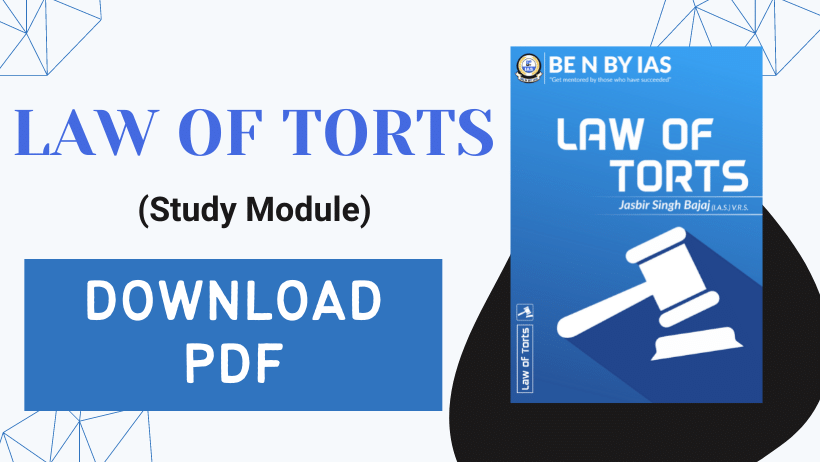 LAW OF TORTS
(Study Module)
DOWNLOAD
PDF
BE N BY IAS
"Get mentored by those who have succeeded"
LAW OF
TORTS
Jasbir Singh Bajaj (I.A.S.) V.R.S.
Law of Torts